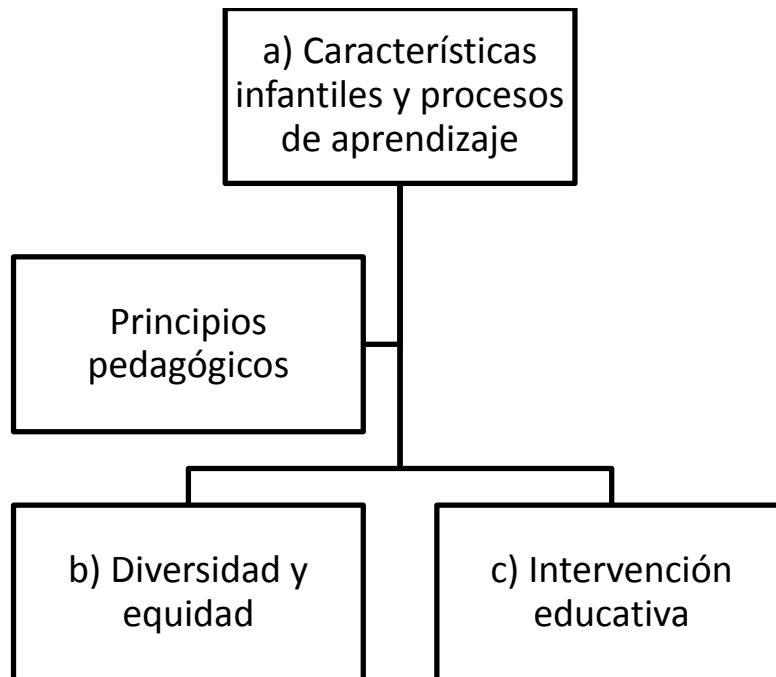 a) Características
infantiles y procesos
de aprendizaje
Principios
pedagógicos
b) Diversidad y
equidad
c) Intervención
educativa